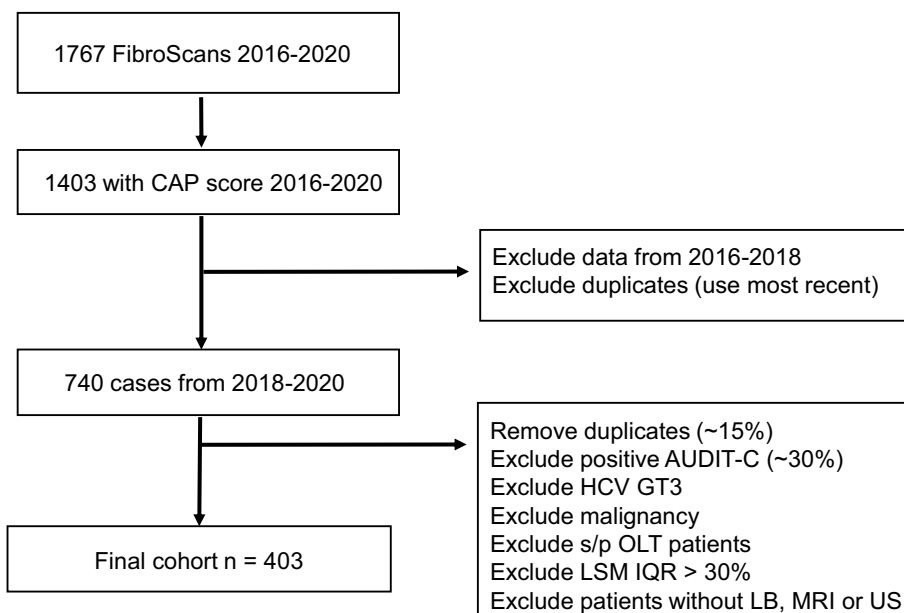 1767 FibroScans 2016-2020
1403 with CAP score 2016-2020
Exclude data from 2016-2018
Exclude duplicates (use most recent)
740 cases from 2018-2020
Remove duplicates (~15%)
Exclude positive AUDIT-C (~30%)
Exclude HCV GT3
Exclude malignancy
Exclude s/p OLT patients
Exclude LSM IQR > 30%
Exclude patients without LB, MRI or US
Final cohort n = 403